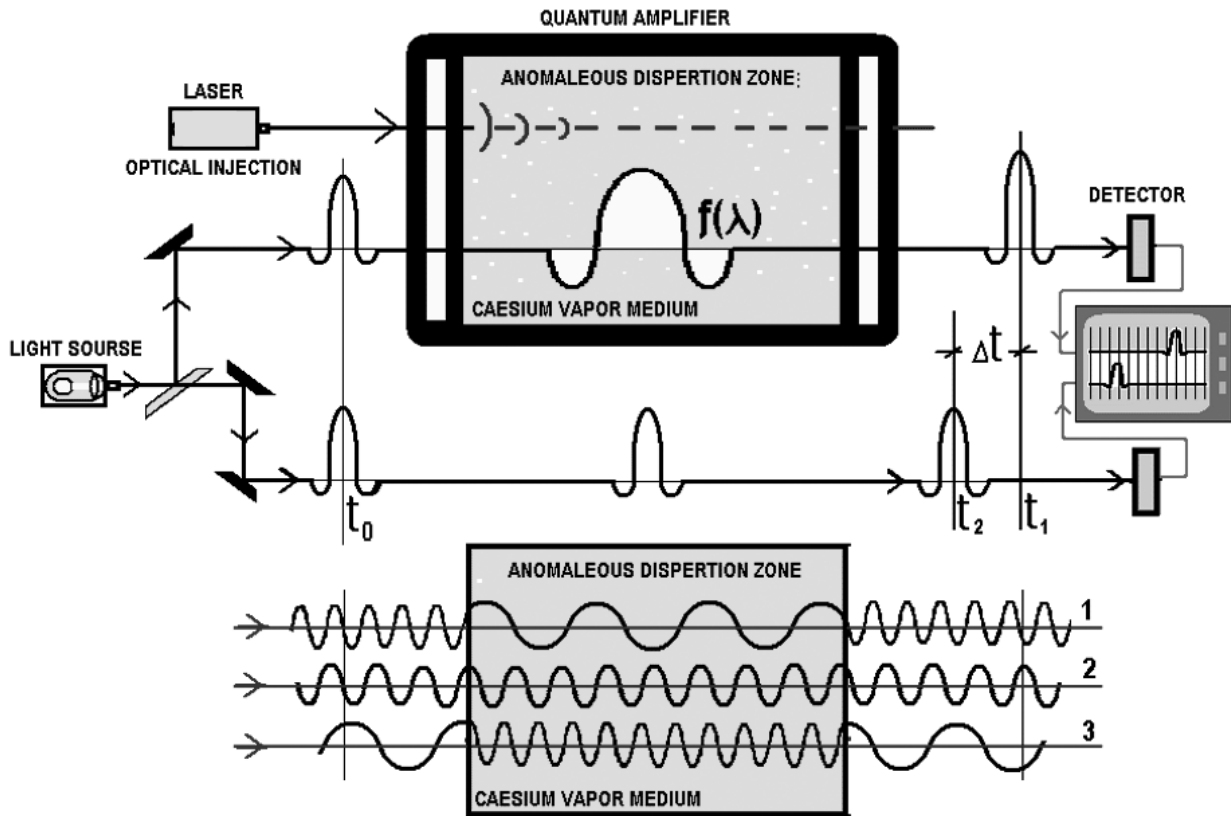 QUANTUM AMPLIFIER
ANOMALEOUS DISPERTION ZONE:
LASER
OPTICAL INJECTION
f(λ)
DETECTOR
CAESIUM VAPOR MEDIUM
LIGHT SOURSE
Δt
t₀
t₂
t₁
ANOMALEOUS DISPERTION ZONE
1
2
3
CAESIUM VAPOR MEDIUM